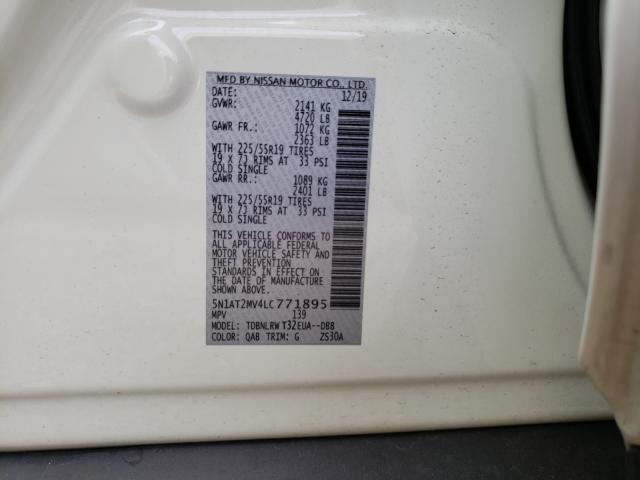 MFD BY NISSAN MOTOR CO., LTD.
DATE: 12/19
GVWR: 2141 KG
4720 LB
GAWR FR.: 1072 KG
2363 LB
WITH 225/55R19 TIRES
19 X 7J RIMS AT 33 PSI
COLD SINGLE
GAWR RR.: 1089 KG
2401 LB
WITH 225/55R19 TIRES
19 X 7J RIMS AT 33 PSI
COLD SINGLE
THIS VEHICLE CONFORMS TO
ALL APPLICABLE FEDERAL
MOTOR VEHICLE SAFETY AND
THEFT PREVENTION
STANDARDS IN EFFECT ON
THE DATE OF MANUFACTURE
SHOWN ABOVE.
5N1AT2MV4LC771895
MPV 139
MODEL: TDBNLRW T32EUA--DBB
COLOR: QAB TRIM: G ZS30A